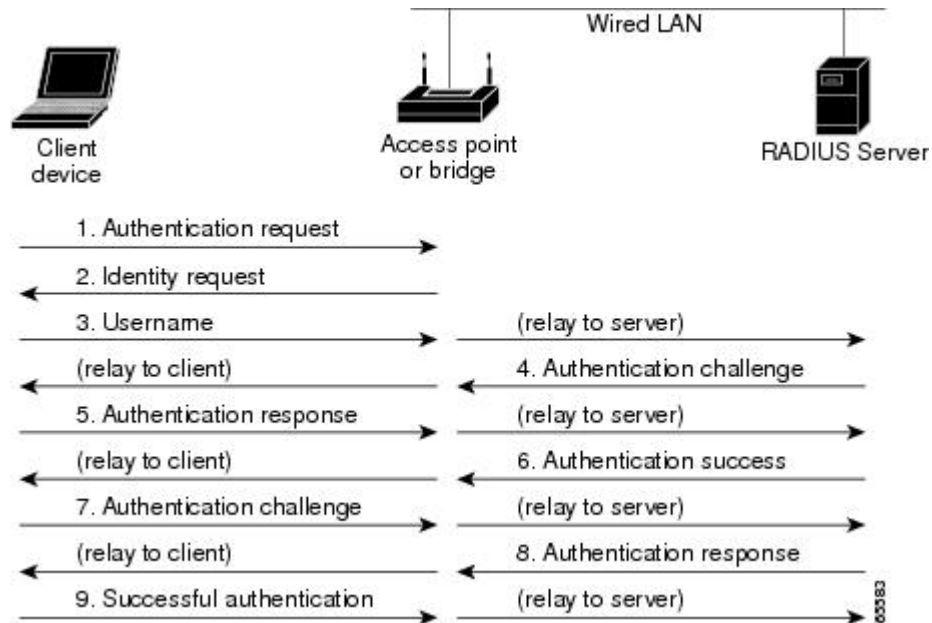 Wired LAN
Client
device
Access point
or bridge
RADIUS Server
1. Authentication request
2. Identity request
3. Username
(relay to server)
(relay to client)
4. Authentication challenge
5. Authentication response
(relay to server)
(relay to client)
6. Authentication success
7. Authentication challenge
(relay to server)
(relay to client)
8. Authentication response
9. Successful authentication
(relay to server)
65583